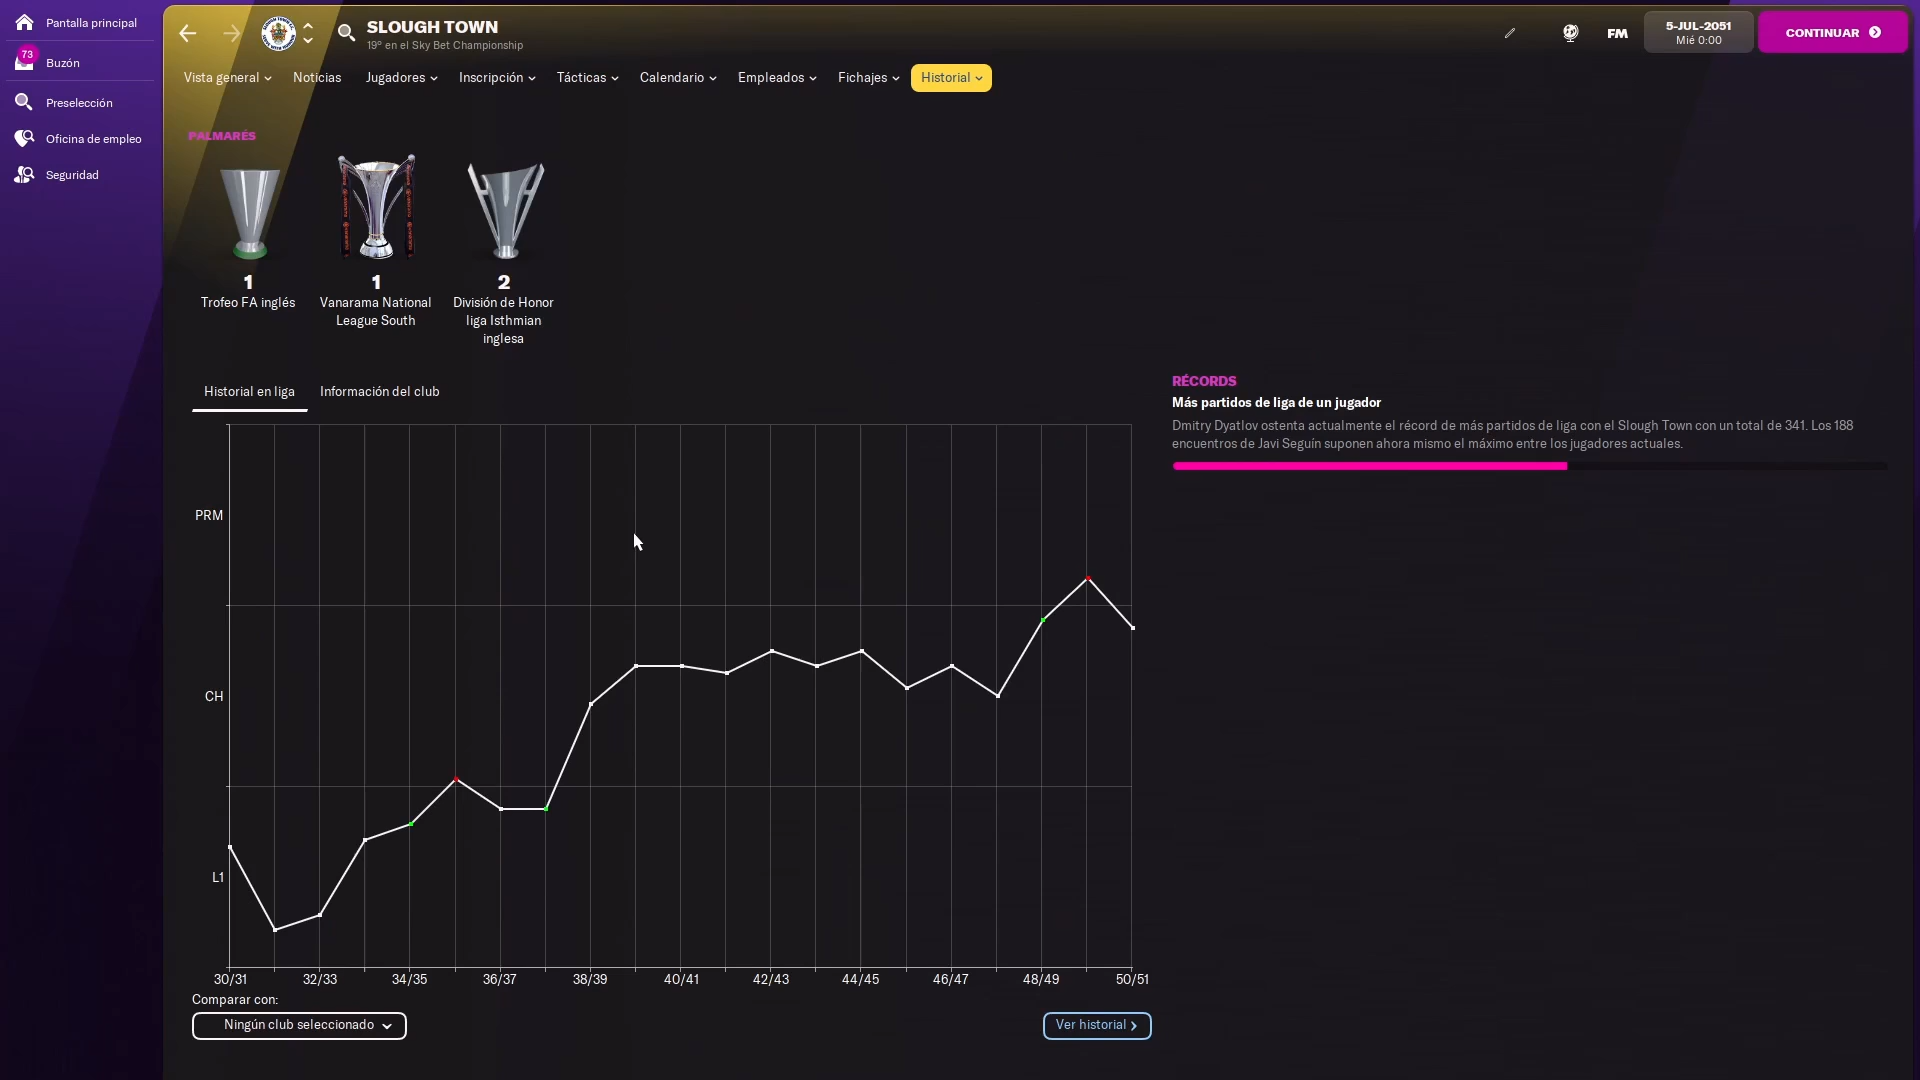 Pantalla principal
73
Buzón
Preselección
Oficina de empleo
Seguridad
SLOUGH TOWN
19º en el Sky Bet Championship
FM
5-JUL-2051
Mié 0:00
CONTINUAR
Vista general
Noticias
Jugadores
Inscripción
Tácticas
Calendario
Empleados
Fichajes
Historial
PALMARÉS
1
Trofeo FA inglés
1
Vanarama National
League South
2
División de Honor
liga Isthmian
inglesa
Historial en liga
Información del club
PRM
CH
L1
30/31
32/33
34/35
36/37
38/39
40/41
42/43
44/45
46/47
48/49
50/51
Comparar con:
Ningún club seleccionado
Ver historial
RÉCORDS
Más partidos de liga de un jugador
Dmitry Dyatlov ostenta actualmente el récord de más partidos de liga con el Slough Town con un total de 341. Los 188
encuentros de Javi Seguín suponen ahora mismo el máximo entre los jugadores actuales.